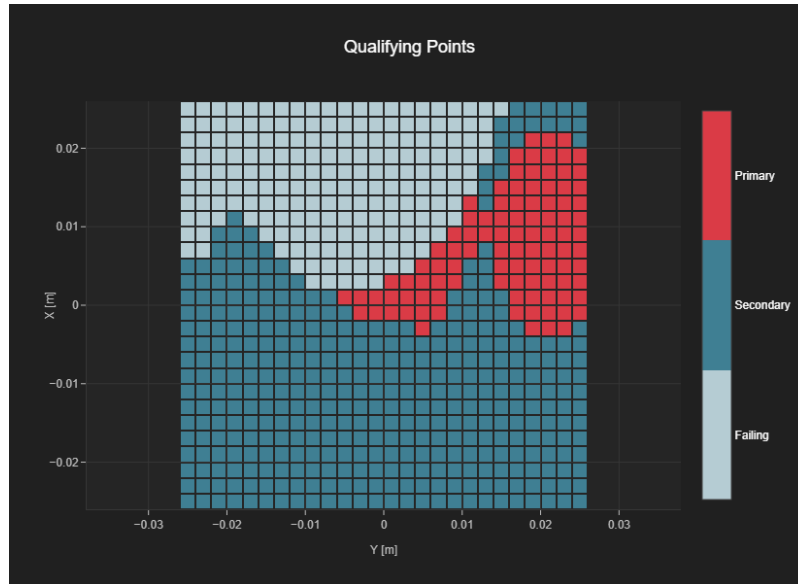 Qualifying Points
Primary
Secondary
Failing
X [m]
0.02
0.01
0
−0.01
−0.02
−0.03
−0.02
−0.01
0
0.01
0.02
0.03
Y [m]